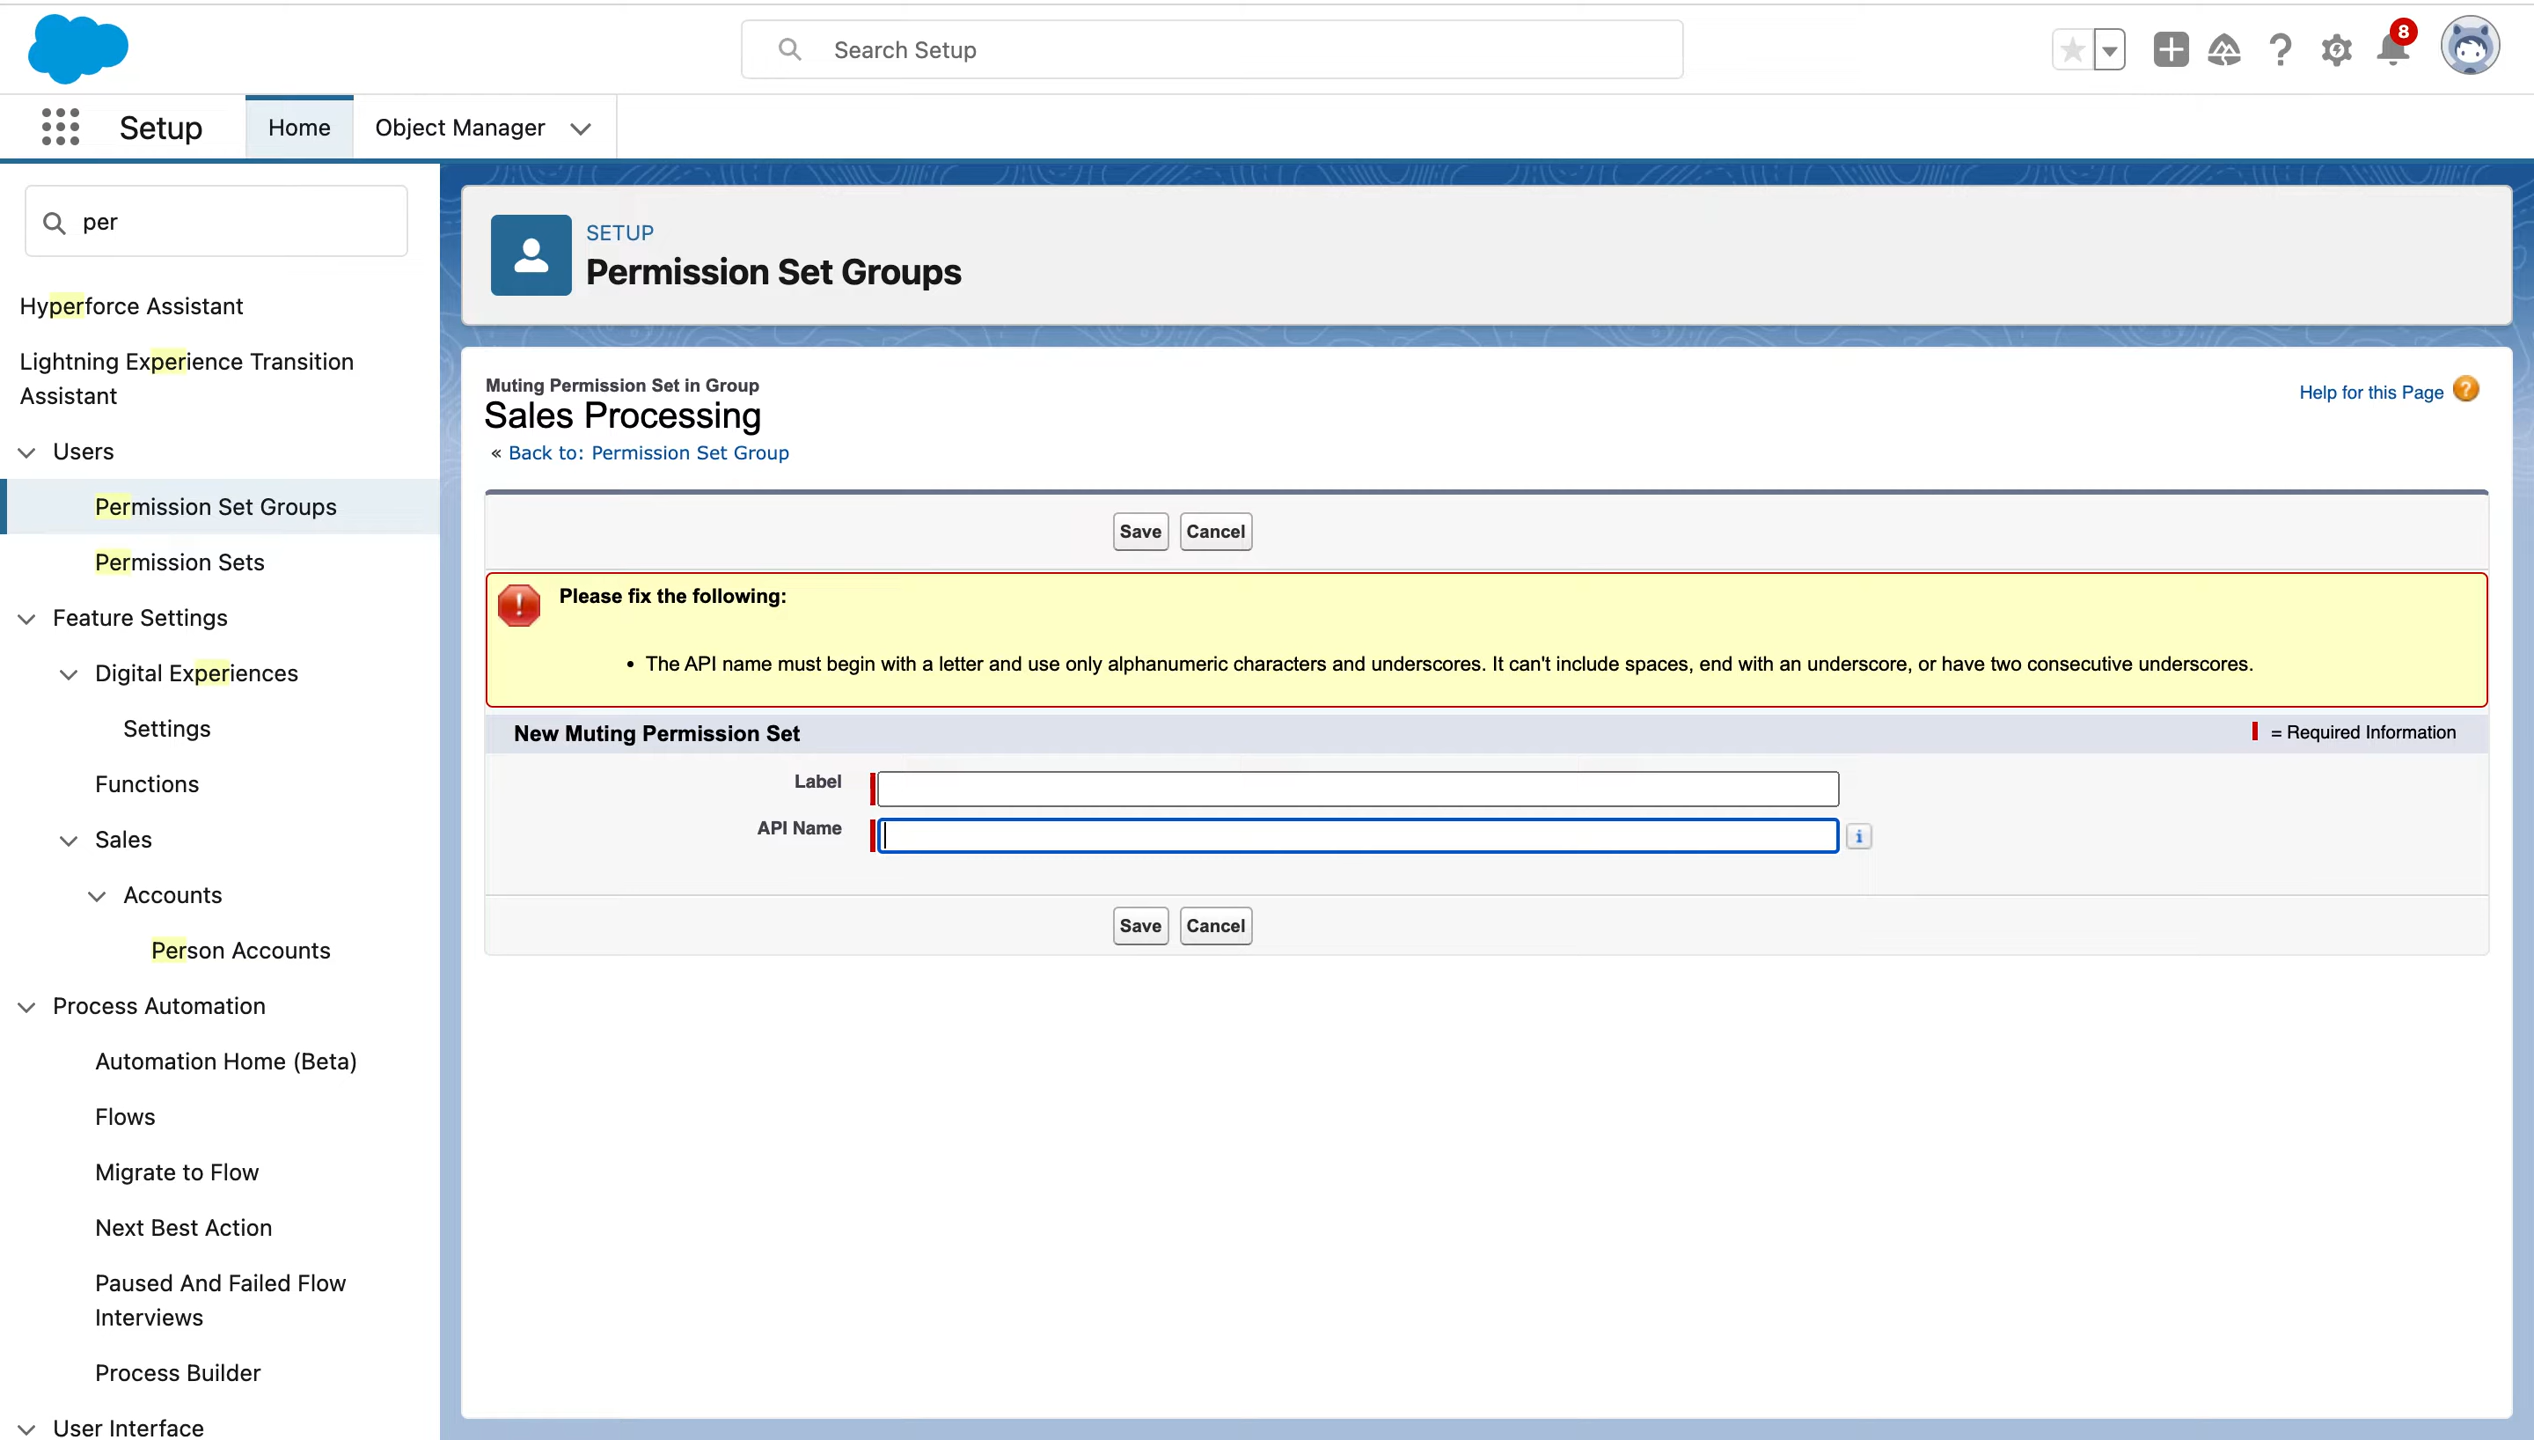 Search Setup
8
Setup
Home
Object Manager
per
Hyperforce Assistant
Lightning Experience Transition
Assistant
Users
Permission Set Groups
Permission Sets
Feature Settings
Digital Experiences
Settings
Functions
Sales
Accounts
Person Accounts
Process Automation
Automation Home (Beta)
Flows
Migrate to Flow
Next Best Action
Paused And Failed Flow
Interviews
Process Builder
User Interface
SETUP
Permission Set Groups
Muting Permission Set in Group
Sales Processing
« Back to: Permission Set Group
Help for this Page ?
Save Cancel
Please fix the following:
• The API name must begin with a letter and use only alphanumeric characters and underscores. It can't include spaces, end with an underscore, or have two consecutive underscores.
New Muting Permission Set
= Required Information
Label
API Name
i
Save Cancel